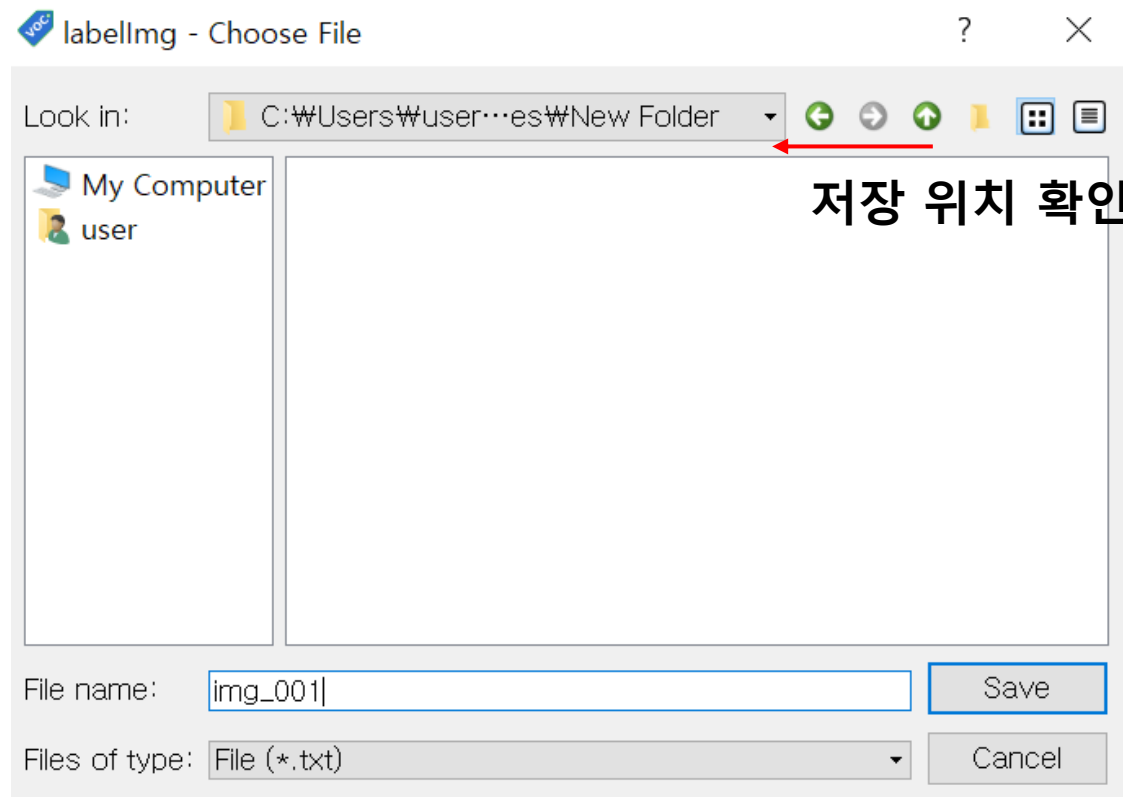 voc
labelImg - Choose File
?
Look in:
C:₩Users₩user⋯es₩New Folder
My Computer
user
저장 위치 확인
File name:
img_001
Save
Files of type:
File (*.txt)
Cancel